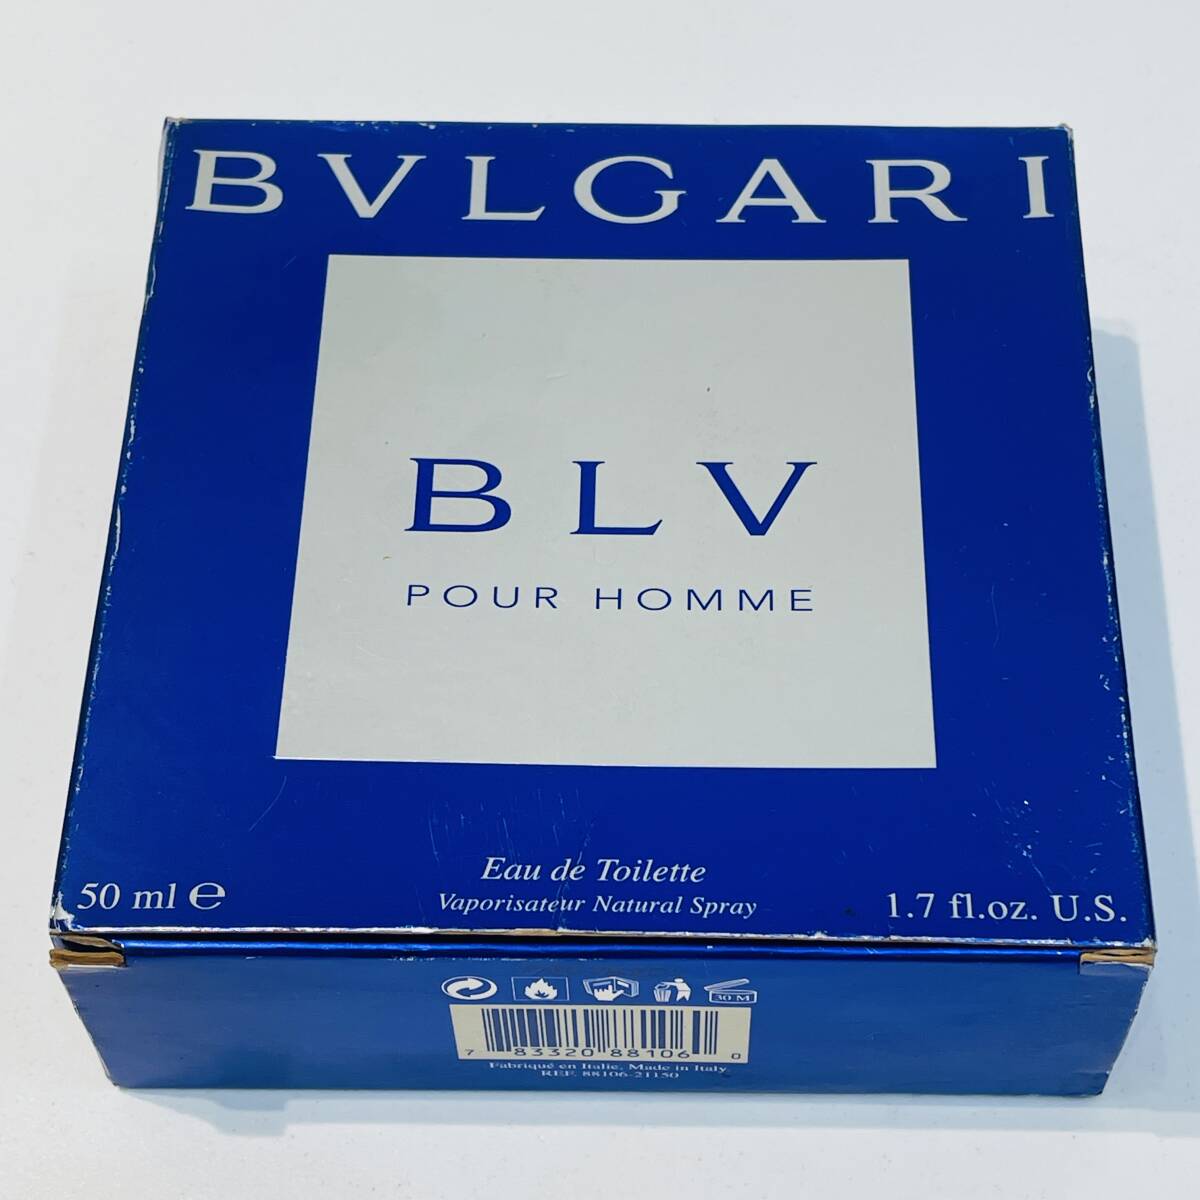 BVLGARI
BLV
POUR HOMME
Eau de Toilette
50 ml ℮ Vaporisateur Natural Spray 1.7 fl.oz. U.S.
30 M
7 83320 88106 0
Fabriqué en Italie, Made in Italy
REF. 88106-21150